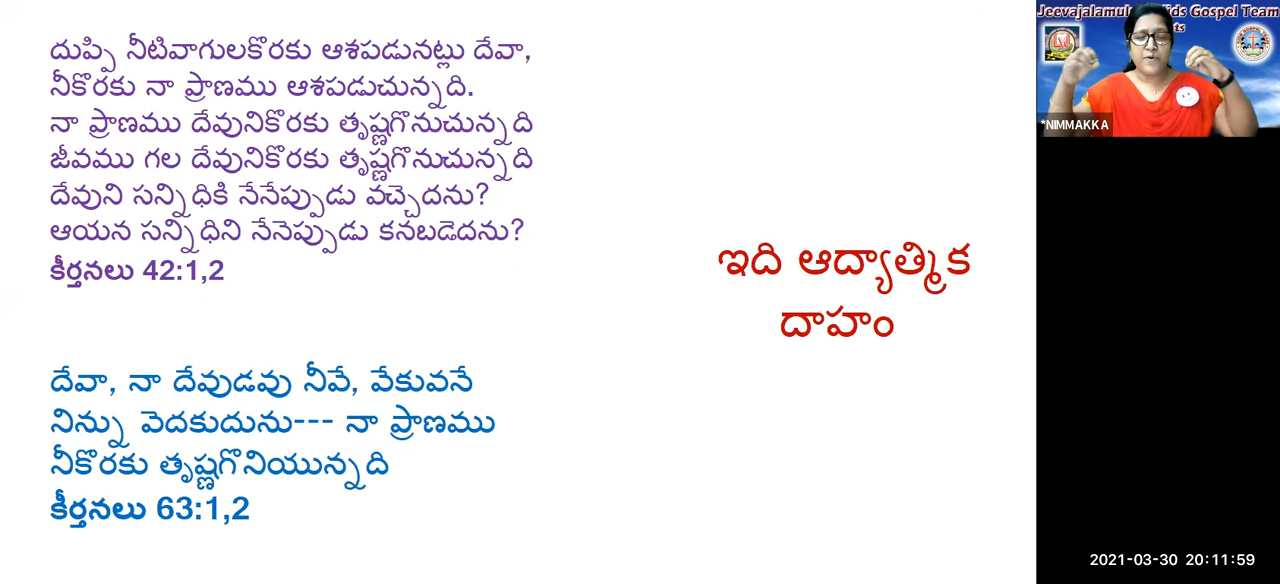 దుప్పి నీటివాగులకొరకు ఆశపడునట్లు దేవా,
నీకొరకు నా ప్రాణము ఆశపడుచున్నది.
నా ప్రాణము దేవునికొరకు తృష్ణగొనుచున్నది
జీవము గల దేవునికొరకు తృష్ణగొనుచున్నది
దేవుని సన్నిధికి నేనేప్పుడు వచ్చెదను?
ఆయన సన్నిధిని నేనెప్పుడు కనబడెదను?
కీర్తనలు 42:1,2
ఇది ఆద్యాత్మిక
దాహం
దేవా, నా దేవుడవు నీవే, వేకువనే
నిన్ను వెదకుదును--- నా ప్రాణము
నీకొరకు తృష్ణగొనియున్నది
కీర్తనలు 63:1,2
Gospel Team
*NIMMAKKA
2021-03-30 20:11:59